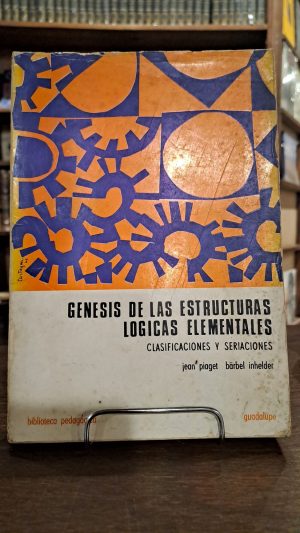 GENESIS DE LAS ESTRUCTURAS
LOGICAS ELEMENTALES
CLASIFICACIONES Y SERIACIONES
jean piaget bärbel inhelder
biblioteca pedagógica guadalupe